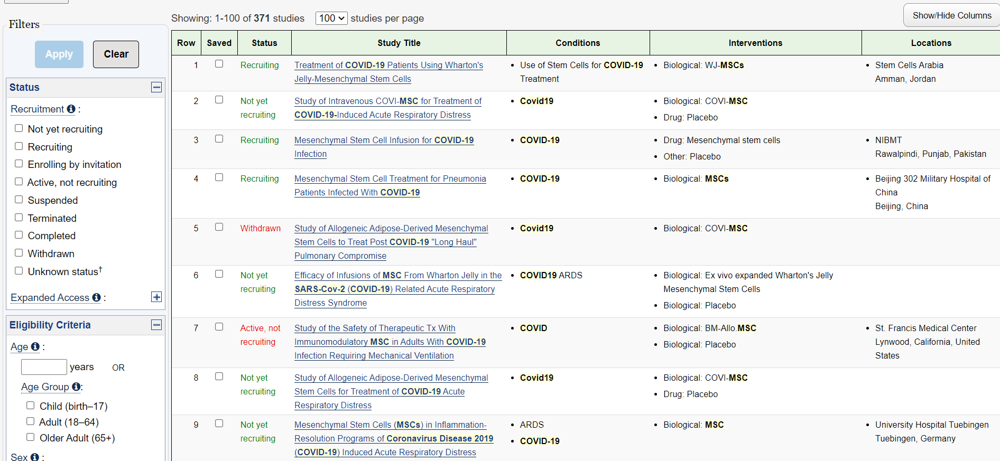 Filters
Apply
Clear
Status
Recruitment :
Not yet recruiting
Recruiting
Enrolling by invitation
Active, not recruiting
Suspended
Terminated
Completed
Withdrawn
Unknown status†
Expanded Access :
Eligibility Criteria
Age :
years OR
Age Group :
Child (birth–17)
Adult (18–64)
Older Adult (65+)
Sex :
Showing: 1-100 of 371 studies 100 studies per page
Show/Hide Columns
Row Saved Status Study Title Conditions Interventions Locations
1 Recruiting Treatment of COVID-19 Patients Using Wharton's • Use of Stem Cells for COVID-19 • Biological: WJ-MSCs • Stem Cells Arabia
Jelly-Mesenchymal Stem Cells Treatment Amman, Jordan
2 Not yet Study of Intravenous COVI-MSC for Treatment of • Covid19 • Biological: COVI-MSC
recruiting COVID-19-Induced Acute Respiratory Distress • Drug: Placebo
3 Recruiting Mesenchymal Stem Cell Infusion for COVID-19 • COVID-19 • Drug: Mesenchymal stem cells • NIBMT
Infection • Other: Placebo Rawalpindi, Punjab, Pakistan
4 Recruiting Mesenchymal Stem Cell Treatment for Pneumonia • COVID-19 • Biological: MSCs • Beijing 302 Military Hospital of
Patients Infected With COVID-19 China
Beijing, China
5 Withdrawn Study of Allogeneic Adipose-Derived Mesenchymal • Covid19 • Biological: COVI-MSC
Stem Cells to Treat Post COVID-19 "Long Haul"
Pulmonary Compromise
6 Not yet Efficacy of Infusions of MSC From Wharton Jelly in the • COVID19 ARDS • Biological: Ex vivo expanded Wharton's Jelly
recruiting SARS-Cov-2 (COVID-19) Related Acute Respiratory Mesenchymal Stem Cells
Distress Syndrome • Biological: Placebo
7 Active, not Study of the Safety of Therapeutic Tx With • COVID • Biological: BM-Allo.MSC • St. Francis Medical Center
recruiting Immunomodulatory MSC in Adults With COVID-19 • Biological: Placebo Lynwood, California, United
Infection Requiring Mechanical Ventilation States
8 Not yet Study of Allogeneic Adipose-Derived Mesenchymal • Covid19 • Biological: COVI-MSC
recruiting Stem Cells for Treatment of COVID-19 Acute • Drug: Placebo
Respiratory Distress
9 Not yet Mesenchymal Stem Cells (MSCs) in Inflammation- • ARDS • Biological: MSC • University Hospital Tuebingen
recruiting Resolution Programs of Coronavirus Disease 2019 • COVID-19 Tuebingen, Germany
(COVID-19) Induced Acute Respiratory Distress